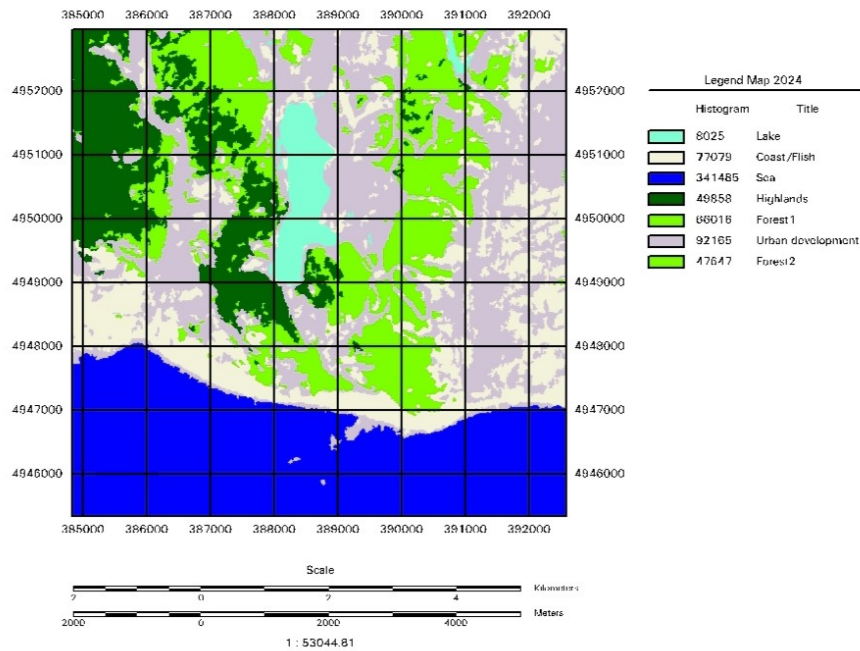 385000 386000 387000 388000 389000 390000 391000 392000
4952000 4952000
4951000 4951000
4950000 4950000
4949000 4949000
4948000 4948000
4947000 4947000
4946000 4946000
385000 386000 387000 388000 389000 390000 391000 392000
Legend Map 2024
Histogram Title
8025 Lake
77079 Coast/Flish
341485 Sea
49858 Highlands
66016 Forest1
92165 Urban development
47647 Forest2
Scale
2 0 2 4 Kilometers
2000 0 2000 4000 Meters
1 : 53044.81